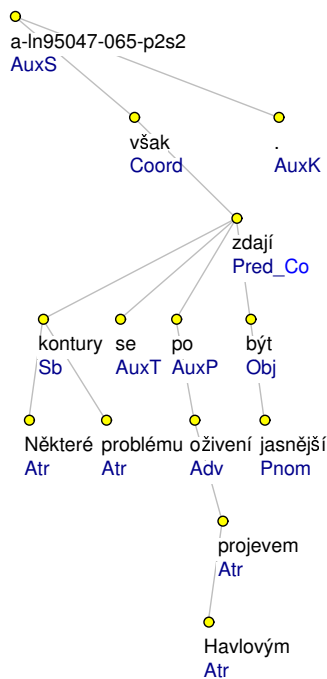 a-ln95047-065-p2s2
AuxS
však .
Coord AuxK
zdají
Pred_Co
kontury se po být
Sb AuxT AuxP Obj
Některé problému oživení jasnější
Atr Atr Adv Pnom
projevem
Atr
Havlovým
Atr